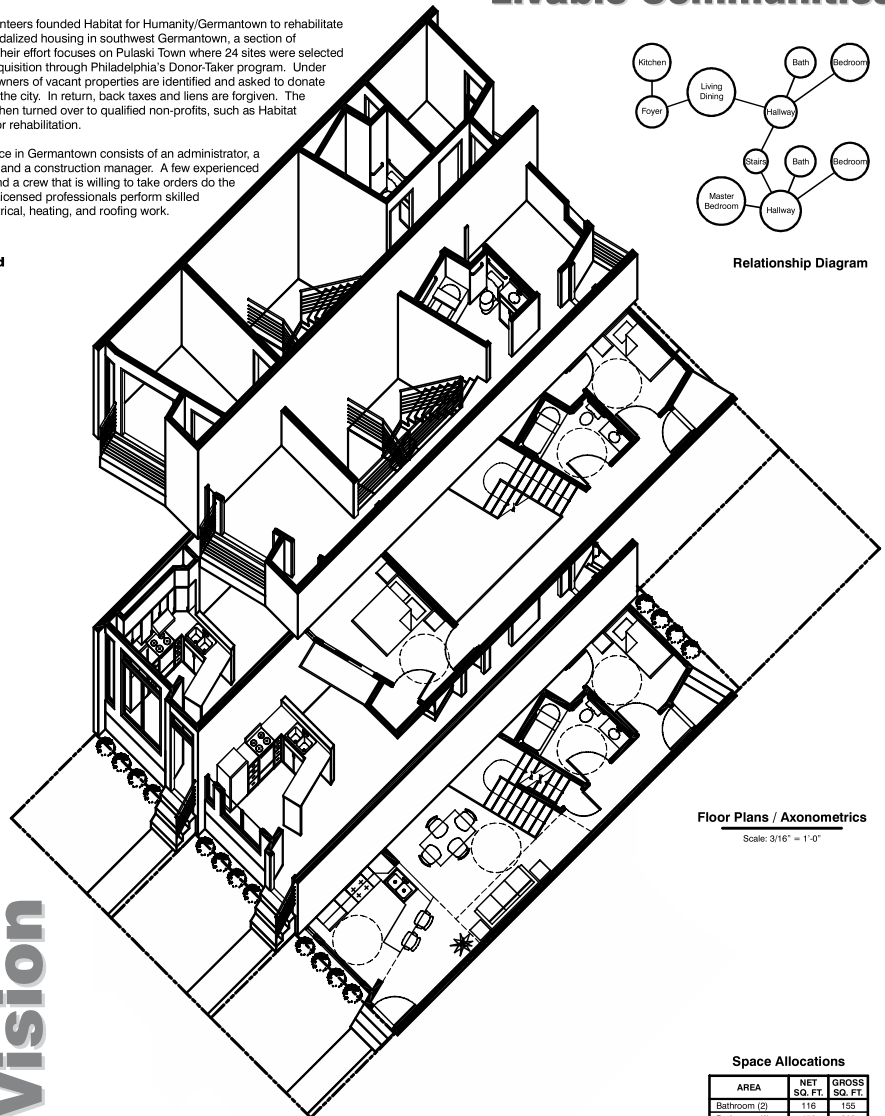 Livable Communities
nteers founded Habitat for Humanity/Germantown to rehabilitate
dalized housing in southwest Germantown, a section of
heir effort focuses on Pulaski Town where 24 sites were selected
quisition through Philadelphia's Donor-Taker program. Under
wners of vacant properties are identified and asked to donate
the city. In return, back taxes and liens are forgiven. The
hen turned over to qualified non-profits, such as Habitat
or rehabilitation.
ce in Germantown consists of an administrator, a
and a construction manager. A few experienced
nd a crew that is willing to take orders do the
licensed professionals perform skilled
trical, heating, and roofing work.
d
Kitchen
Foyer
Living
Dining
Bath
Bedroom
Hallway
Stairs
Bath
Bedroom
Master
Bedroom
Hallway
Relationship Diagram
Floor Plans / Axonometrics
Scale: 3/16" = 1'-0"
Vision
Space Allocations
AREA NET SQ. FT. GROSS SQ. FT.
Bathroom (2) 116 155